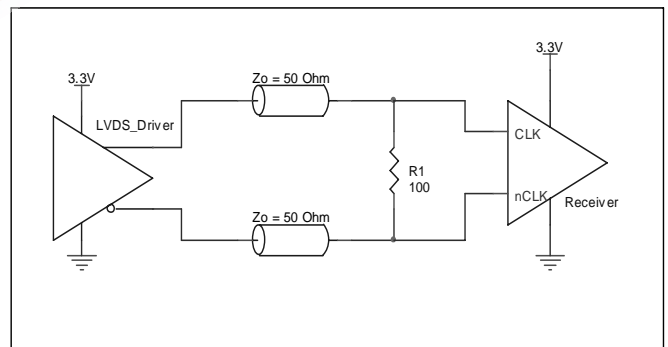 3.3V
LVDS_Driver
Zo = 50 Ohm
Zo = 50 Ohm
R1
100
3.3V
CLK
nCLK
Receiver